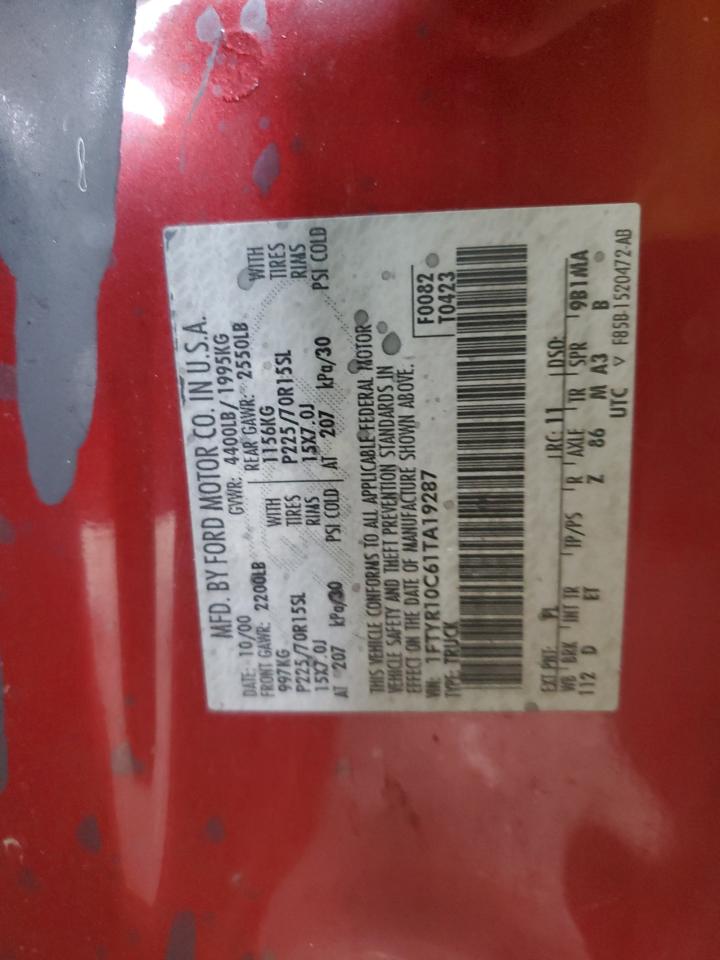 MFD. BY FORD MOTOR CO. IN U.S.A.
DATE: 10/00 GVWR: 4400LB/ 1995KG
FRONT GAWR: 2200LB REAR GAWR: 2550LB
997KG WITH 1156KG WITH
P225/70R15SL TIRES P225/70R15SL TIRES
15X7.0J RIMS 15X7.0J RIMS
AT 207 kPa/30 PSI COLD AT 207 kPa/30 PSI COLD
THIS VEHICLE CONFORMS TO ALL APPLICABLE FEDERAL MOTOR
VEHICLE SAFETY AND THEFT PREVENTION STANDARDS IN
EFFECT ON THE DATE OF MANUFACTURE SHOWN ABOVE.
VIN: 1FTYR10C61TA19287 F0082
TYPE: TRUCK T0423
EXT PNT: PL RC: 11 DSO:
WB BRK INT TR TP/PS R AXLE TR SPR 9B1MA
112 D ET Z 86 M A3 B
UTC ▽ F85B-1520472-AB